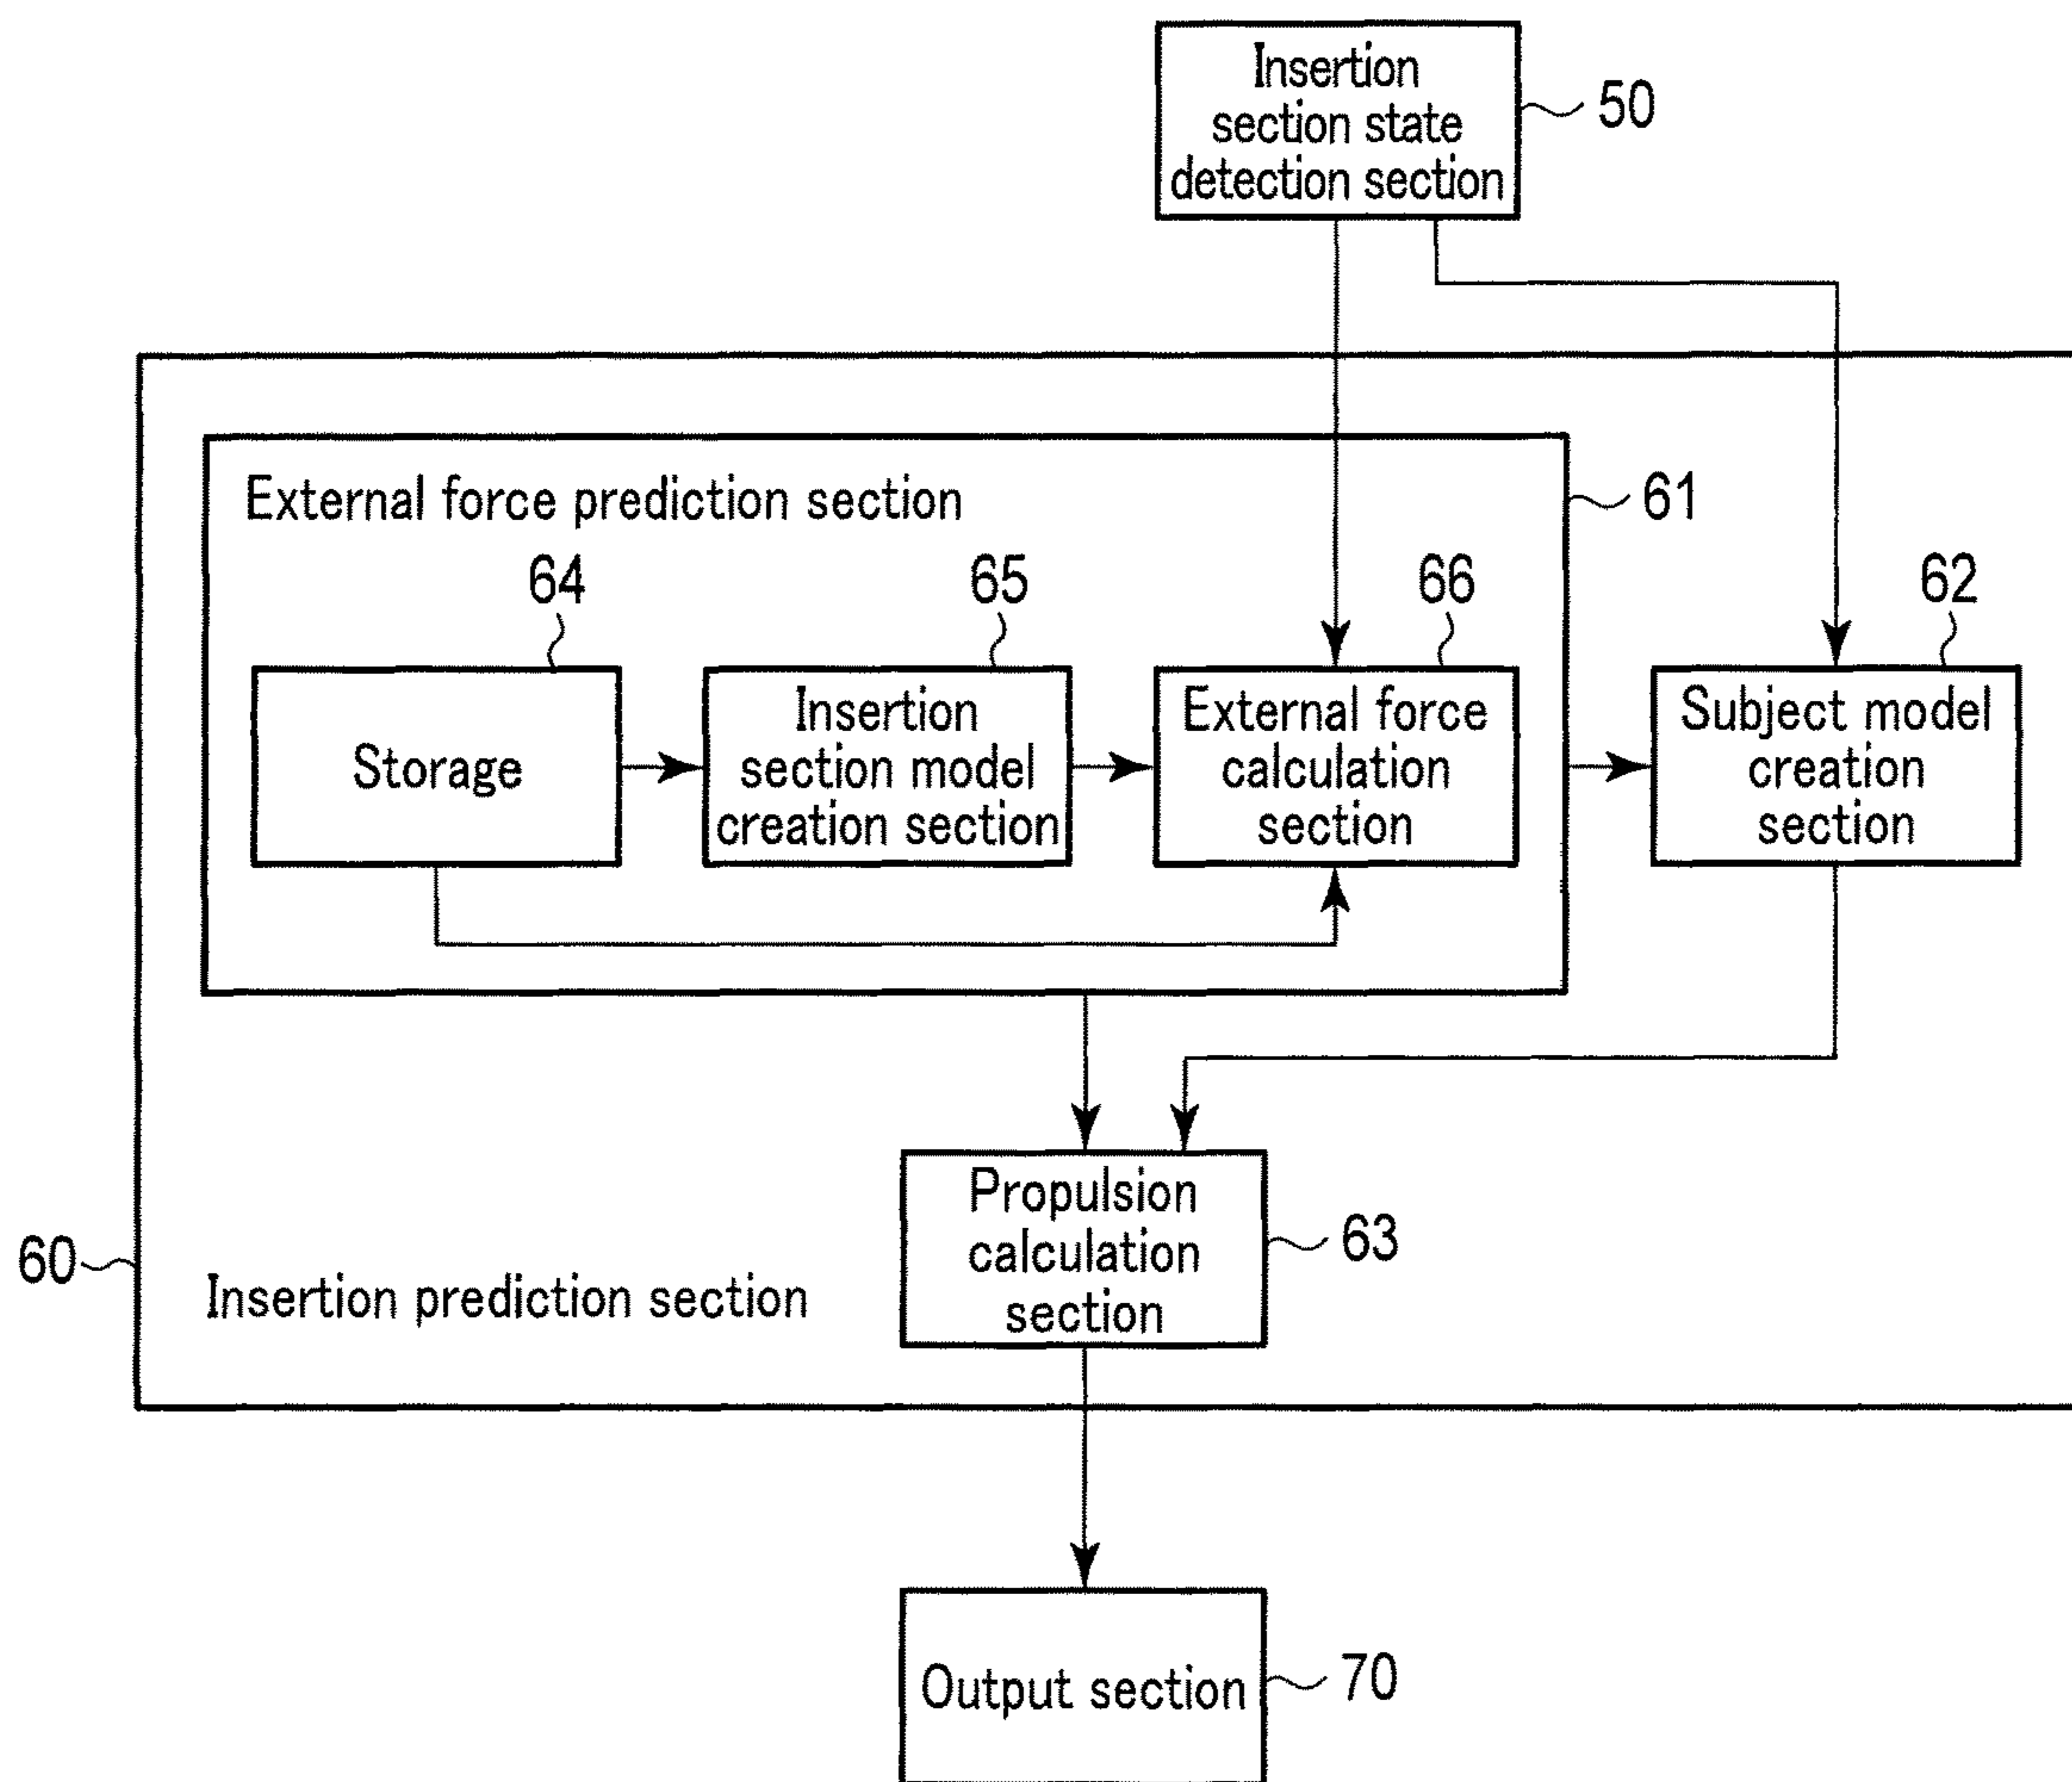 Insertion
section state
detection section
50
External force prediction section
61
64
65
66
62
Storage
Insertion
section model
creation section
External force
calculation
section
Subject model
creation
section
Propulsion
calculation
section
63
60
Insertion prediction section
Output section
70